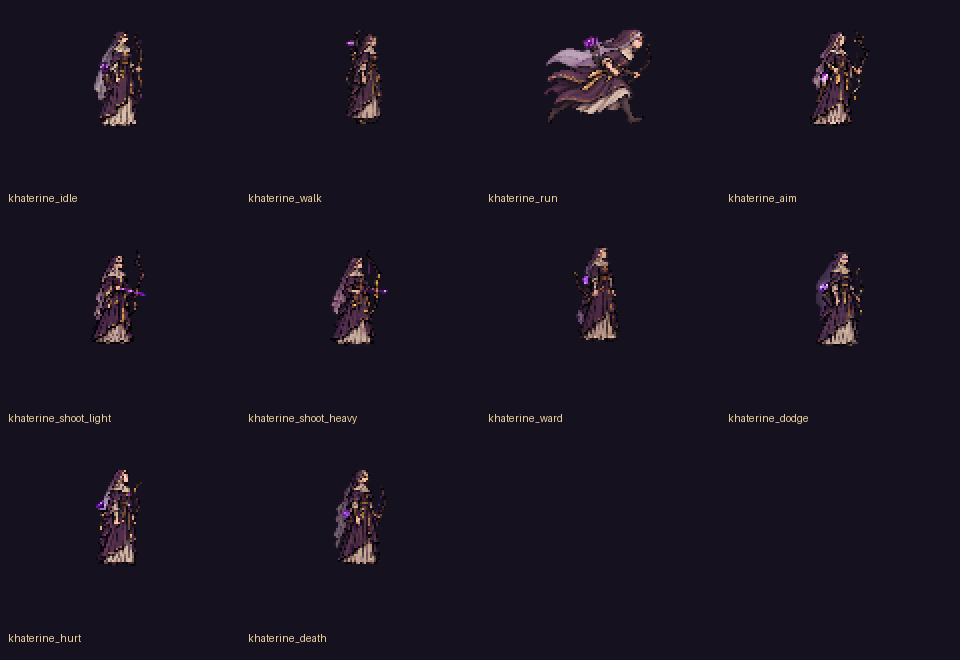 khaterine_idle
khaterine_walk
khaterine_run
khaterine_aim
khaterine_shoot_light
khaterine_shoot_heavy
khaterine_ward
khaterine_dodge
khaterine_hurt
khaterine_death